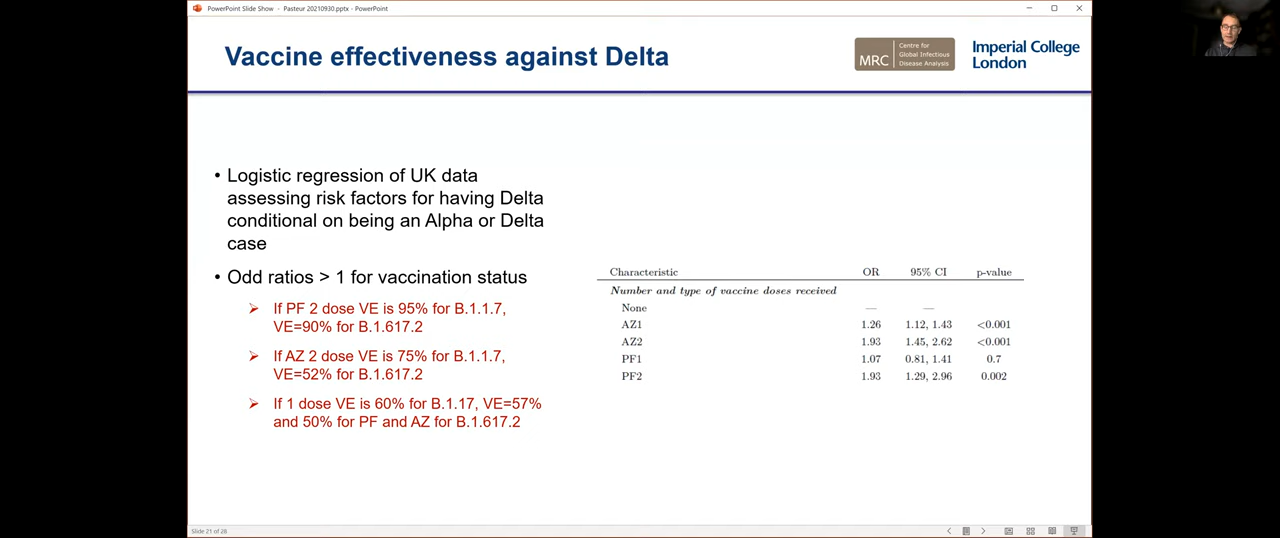 PowerPoint Slide Show - Pasteur 20210930.pptx - PowerPoint
Vaccine effectiveness against Delta
MRC
Centre for
Global Infectious
Disease Analysis
Imperial College
London
• Logistic regression of UK data
assessing risk factors for having Delta
conditional on being an Alpha or Delta
case
• Odd ratios > 1 for vaccination status
➢ If PF 2 dose VE is 95% for B.1.1.7,
VE=90% for B.1.617.2
➢ If AZ 2 dose VE is 75% for B.1.1.7,
VE=52% for B.1.617.2
➢ If 1 dose VE is 60% for B.1.17, VE=57%
and 50% for PF and AZ for B.1.617.2
Characteristic OR 95% CI p-value
Number and type of vaccine doses received
None — —
AZ1 1.26 1.12, 1.43 <0.001
AZ2 1.93 1.45, 2.62 <0.001
PF1 1.07 0.81, 1.41 0.7
PF2 1.93 1.29, 2.96 0.002
Slide 21 of 28